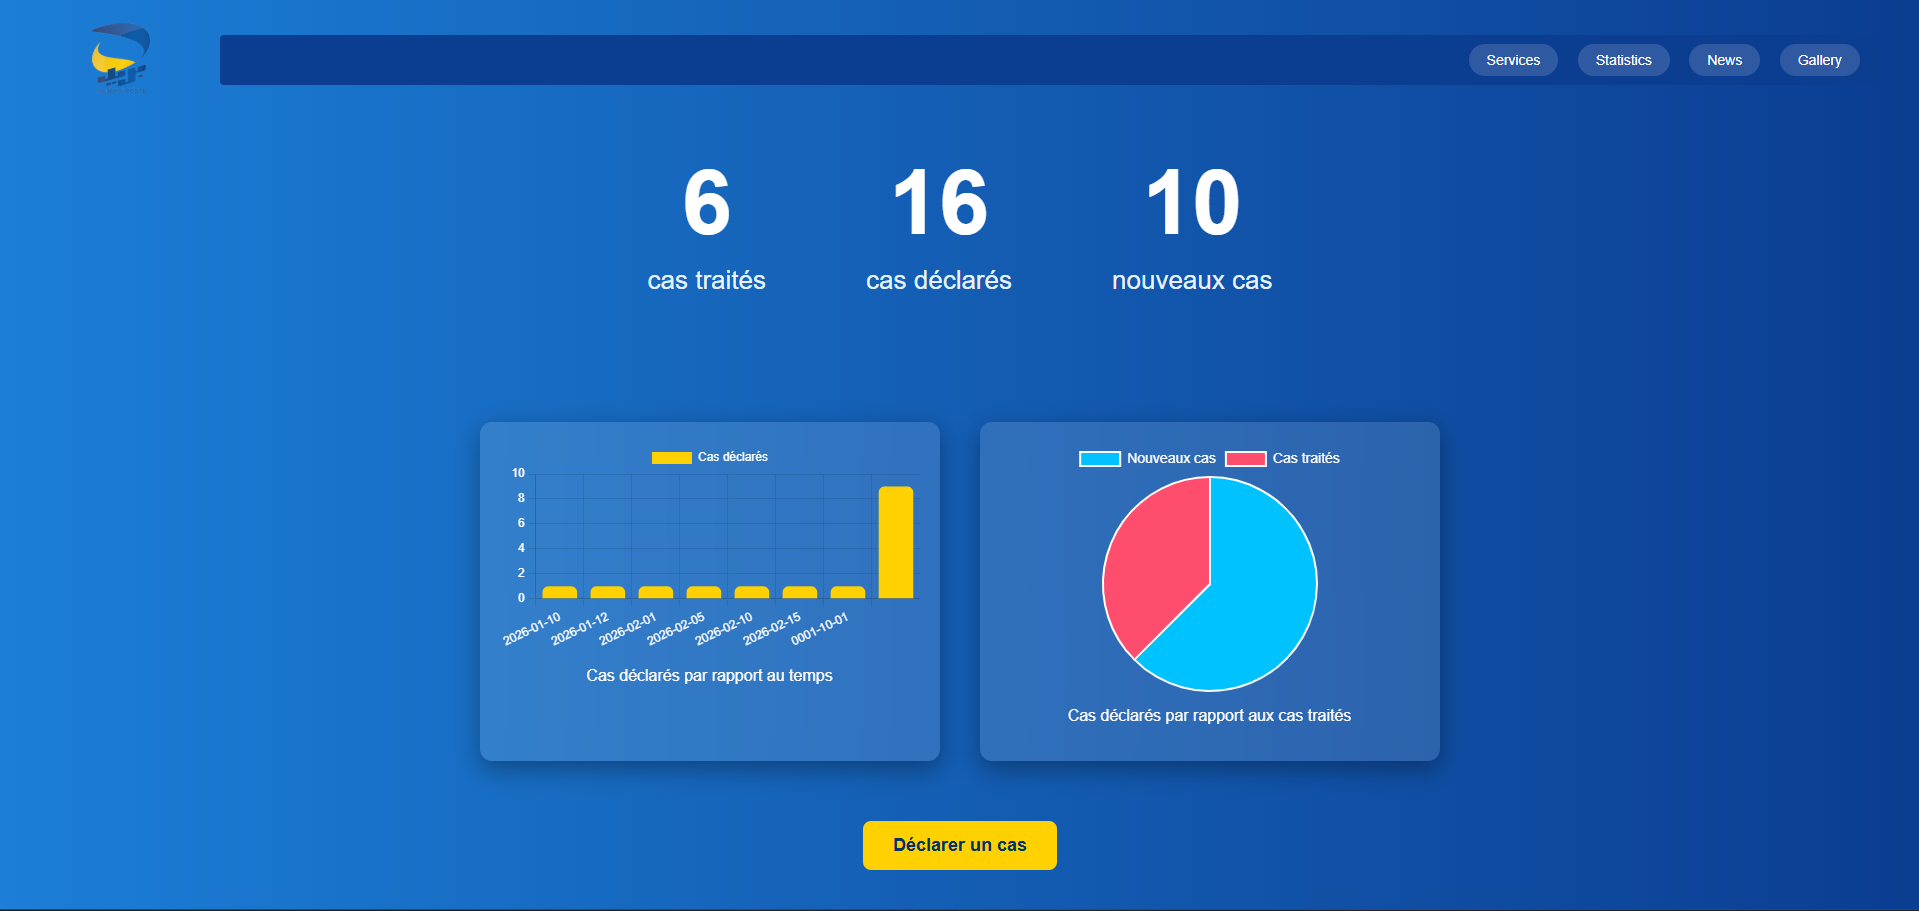 Services Statistics News Gallery
6 16 10
cas traités cas déclarés nouveaux cas
Cas déclarés
10
8
6
4
2
0
2026-01-10 2026-01-12 2026-02-01 2026-02-05 2026-02-10 2026-02-15 0001-10-01
Cas déclarés par rapport au temps
Nouveaux cas Cas traités
Cas déclarés par rapport aux cas traités
Déclarer un cas